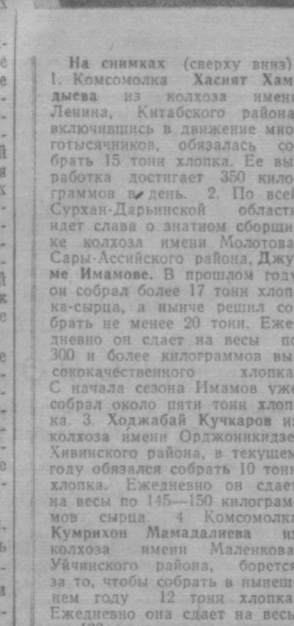 На снимках (сверху вниз)
1. Комсомолка Хасият Хам
дыева из колхоза имени
Ленина, Китабского района
включившись в движение мно
готысячников, обязалась со
брать 15 тонн хлопка. Ее вы
работка достигает 350 кило
граммов в день. 2. По всей
Сурхан-Дарьинской области
идет слава о знатном сборщи
ке колхоза имени Молотова
Сары-Ассийского района, Джу
ме Имамове. В прошлом году
он собрал более 17 тонн хлоп
ка-сырца, а нынче решил со
брать не менее 20 тонн. Еже
дневно он сдает на весы по
300 и более килограммов вы
сококачественного хлопка
С начала сезона Имамов уже
собрал около пяти тонн хлоп
ка. 3. Ходжабай Кучкаров из
колхоза имени Орджоникидзе
Хивинского района, в текущем
году обязался собрать 10 тонн
хлопка. Ежедневно он сдает
на весы по 145—150 килограм
мов сырца. 4 Комсомолка
Кумрихон Мамадалиева из
колхоза имени Маленкова
Уйчинского района, борется
за то, чтобы собрать в нынеш
нем году 12 тонн хлопка
Ежедневно она сдает на весы